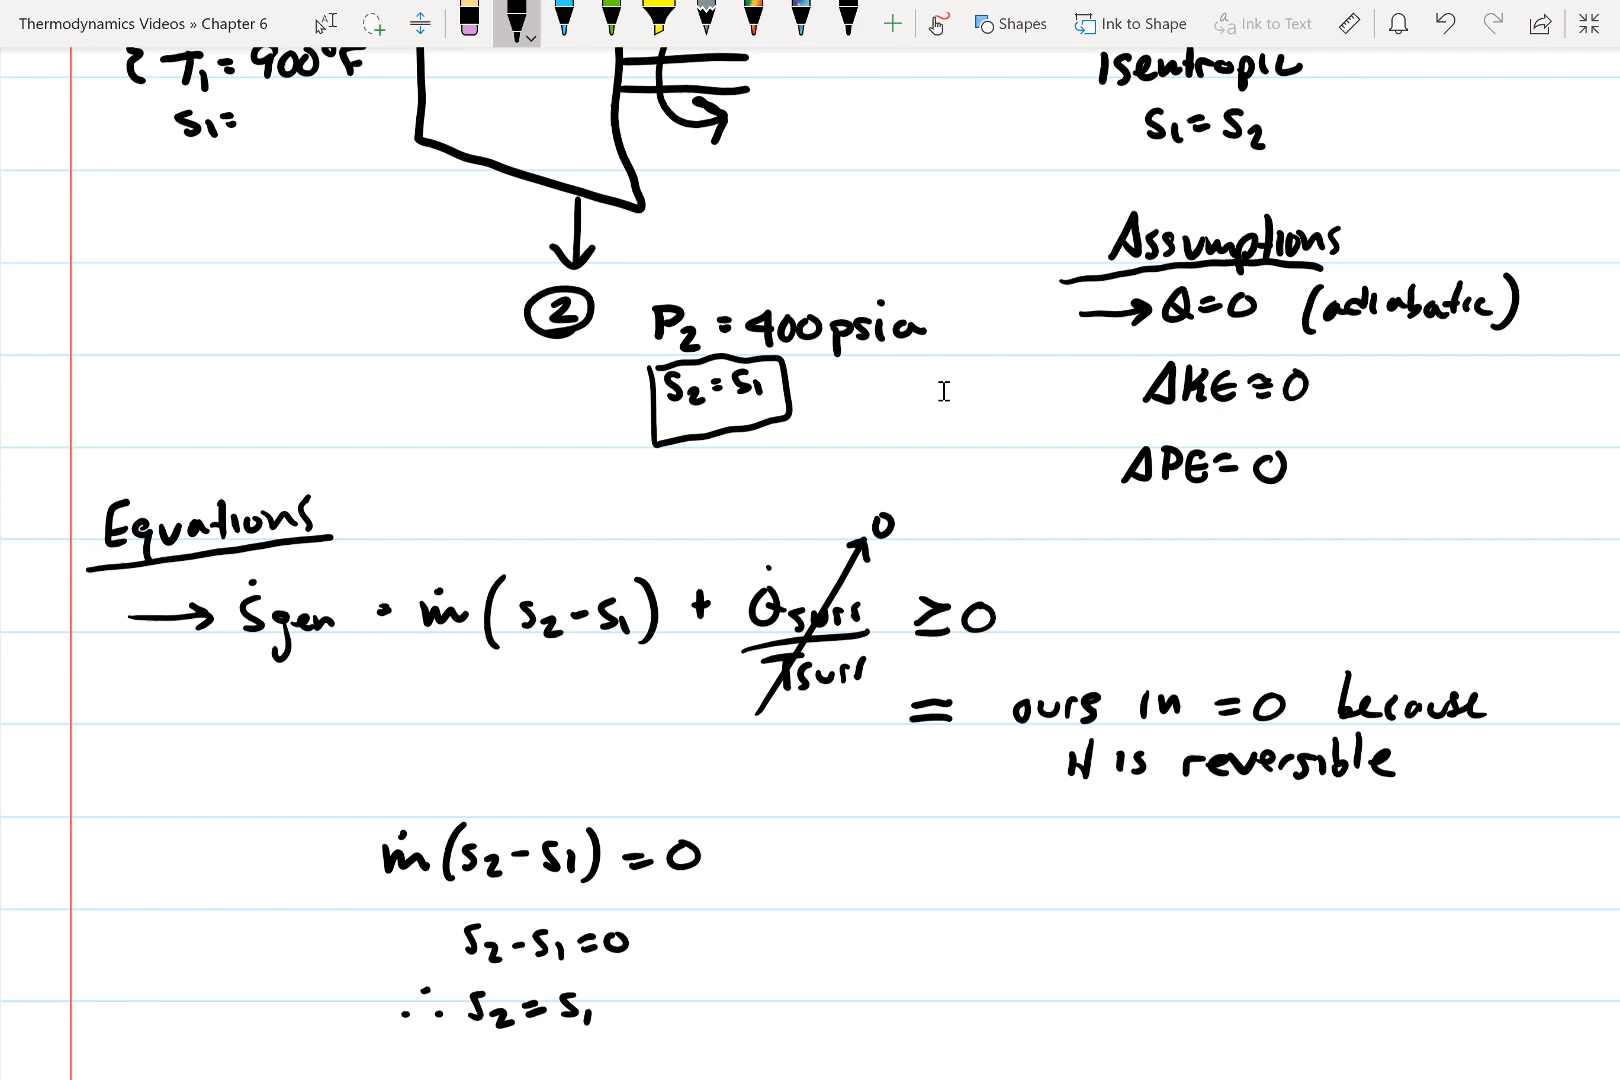 Thermodynamics Videos » Chapter 6
Shapes
Ink to Shape
Ink to Text
T₁ = 900°F
s₁ =
Isentropic
s₁ = s₂
②
P₂ = 400 psia
s₂ = s₁
Assumptions
→ Q = 0 (adiabatic)
ΔKE ≅ 0
ΔPE = 0
Equations
→ Ṡgen = ṁ(s₂ - s₁) + Q̇surr / Tsurr ≥ 0
0
= ours in = 0 because
it is reversible
ṁ(s₂ - s₁) = 0
s₂ - s₁ = 0
∴ s₂ = s₁